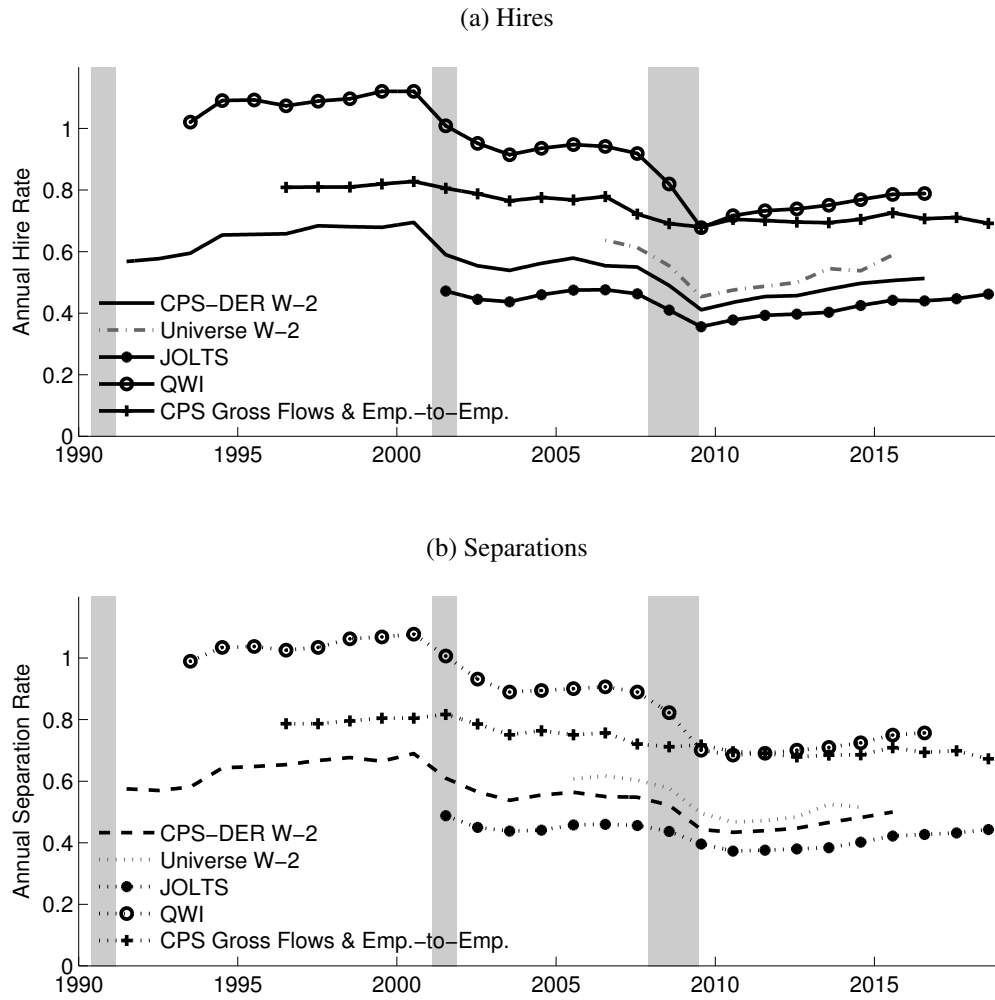 (a) Hires
Annual Hire Rate
1
0.8
0.6
0.4
0.2
0
CPS−DER W−2
Universe W−2
JOLTS
QWI
CPS Gross Flows & Emp.−to−Emp.
1990 1995 2000 2005 2010 2015
(b) Separations
Annual Separation Rate
1
0.8
0.6
0.4
0.2
0
CPS−DER W−2
Universe W−2
JOLTS
QWI
CPS Gross Flows & Emp.−to−Emp.
1990 1995 2000 2005 2010 2015